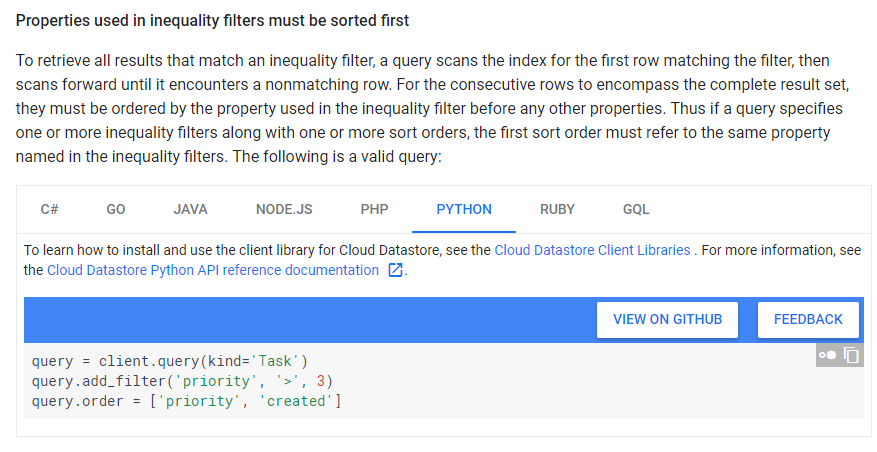 Properties used in inequality filters must be sorted first
To retrieve all results that match an inequality filter, a query scans the index for the first row matching the filter, then
scans forward until it encounters a nonmatching row. For the consecutive rows to encompass the complete result set,
they must be ordered by the property used in the inequality filter before any other properties. Thus if a query specifies
one or more inequality filters along with one or more sort orders, the first sort order must refer to the same property
named in the inequality filters. The following is a valid query:
C# GO JAVA NODE.JS PHP PYTHON RUBY GQL
To learn how to install and use the client library for Cloud Datastore, see the Cloud Datastore Client Libraries . For more information, see
the Cloud Datastore Python API reference documentation .
VIEW ON GITHUB FEEDBACK
query = client.query(kind='Task')
query.add_filter('priority', '>', 3)
query.order = ['priority', 'created']